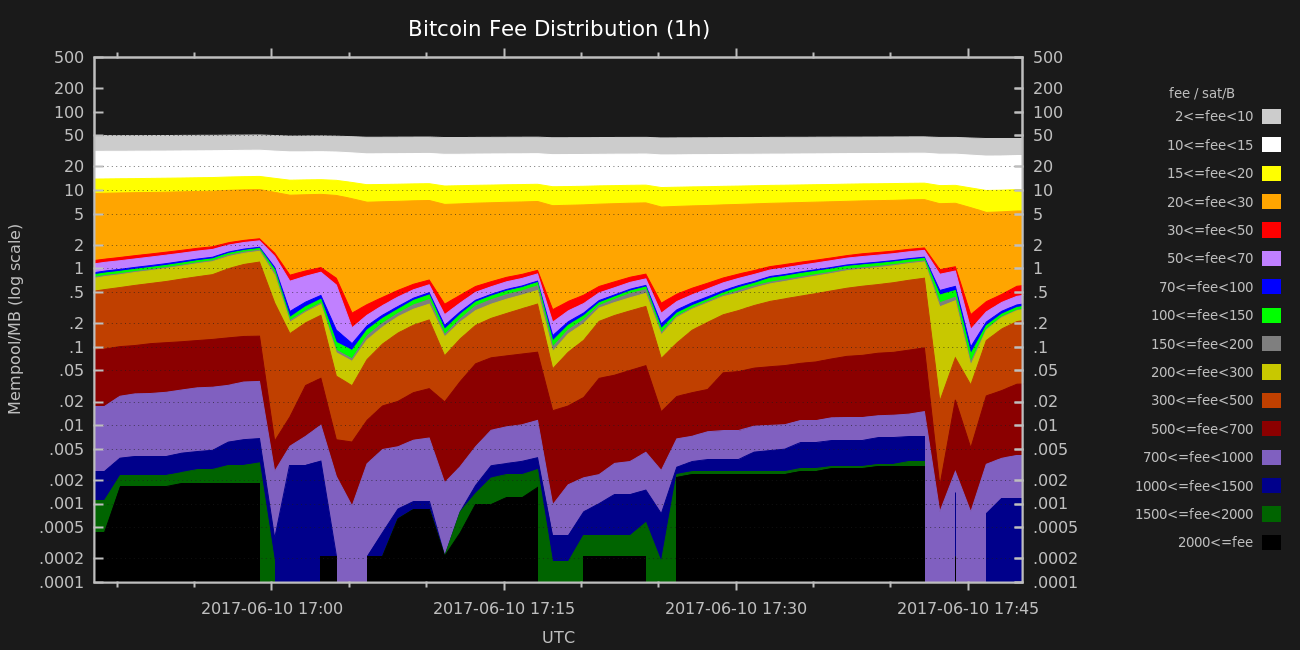 Bitcoin Fee Distribution (1h)
500
200
100
50
20
10
5
2
1
.5
.2
.1
.05
.02
.01
.005
.002
.001
.0005
.0002
.0001
Mempool/MB (log scale)
500
200
100
50
20
10
5
2
1
.5
.2
.1
.05
.02
.01
.005
.002
.001
.0005
.0002
.0001
2017-06-10 17:00
2017-06-10 17:15
2017-06-10 17:30
2017-06-10 17:45
UTC
fee / sat/B
2<=fee<10
10<=fee<15
15<=fee<20
20<=fee<30
30<=fee<50
50<=fee<70
70<=fee<100
100<=fee<150
150<=fee<200
200<=fee<300
300<=fee<500
500<=fee<700
700<=fee<1000
1000<=fee<1500
1500<=fee<2000
2000<=fee